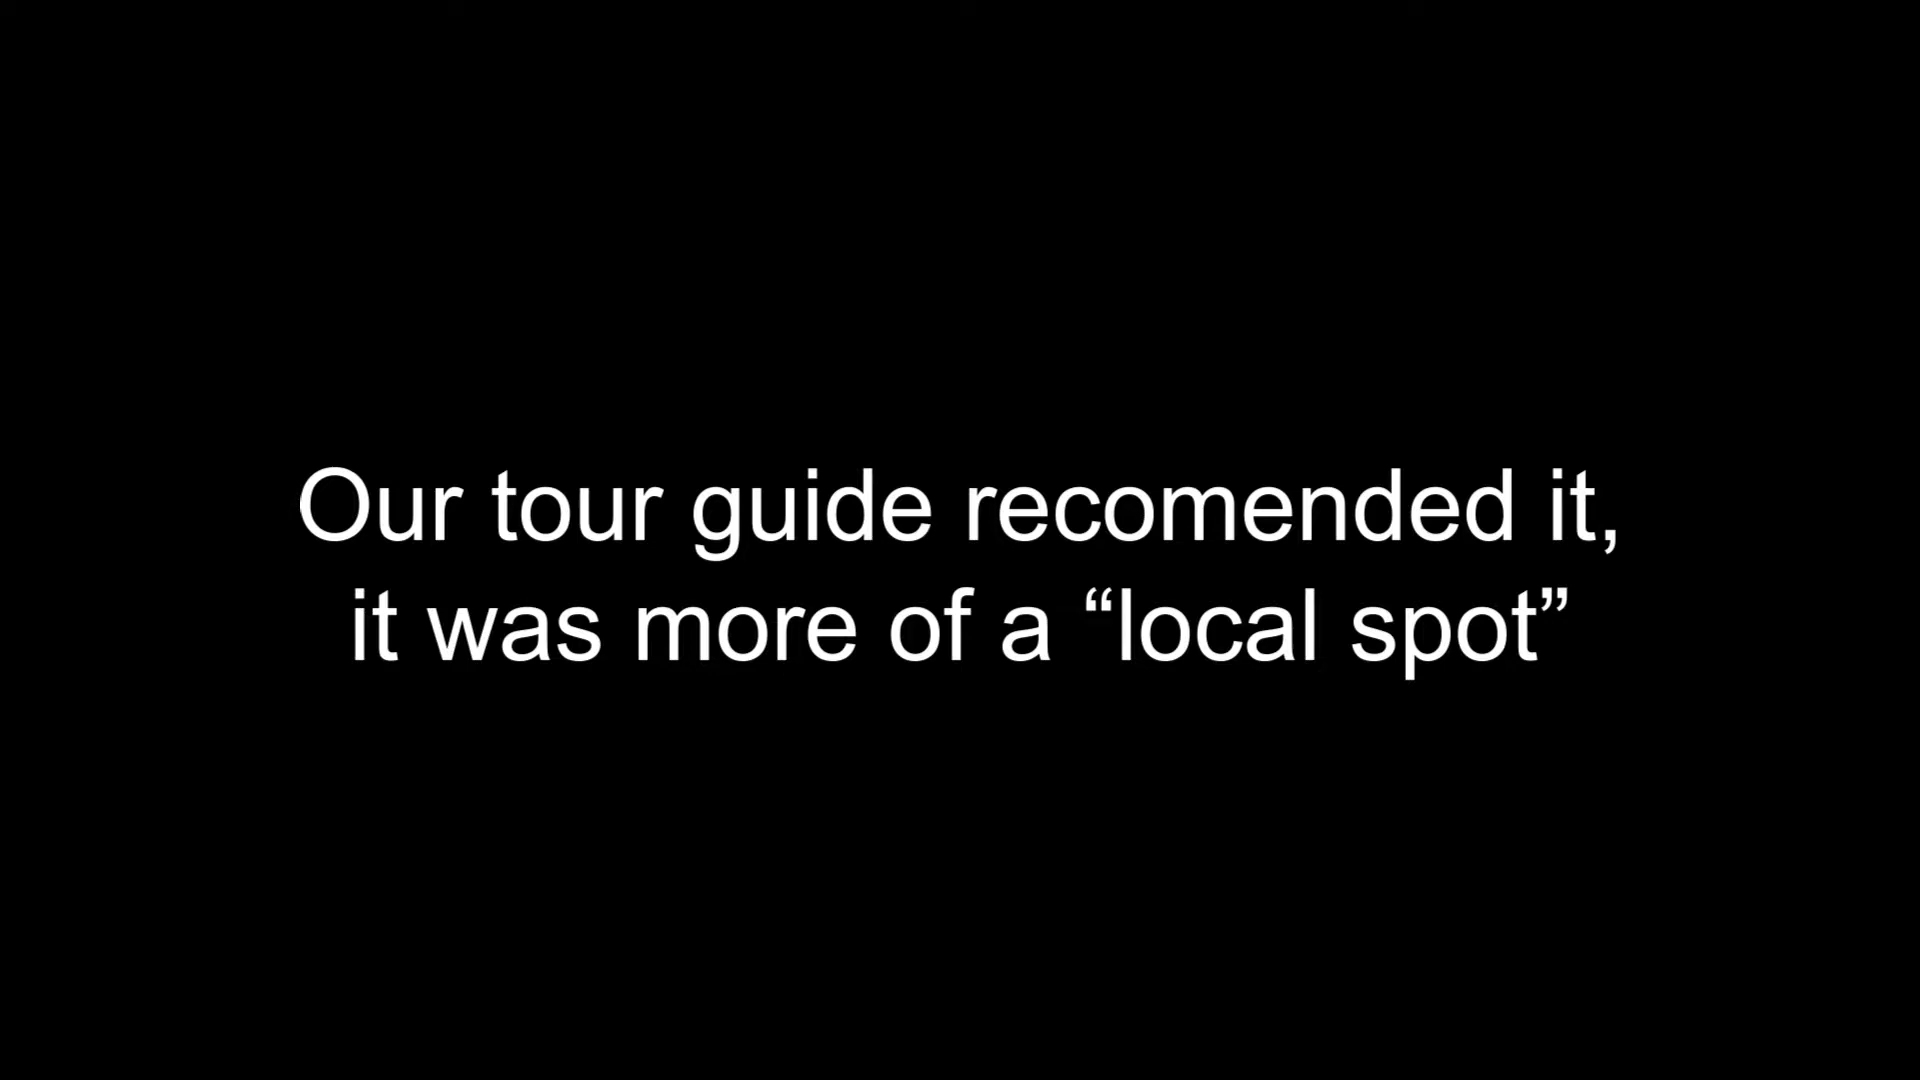 Our tour guide recomended it,
it was more of a “local spot”